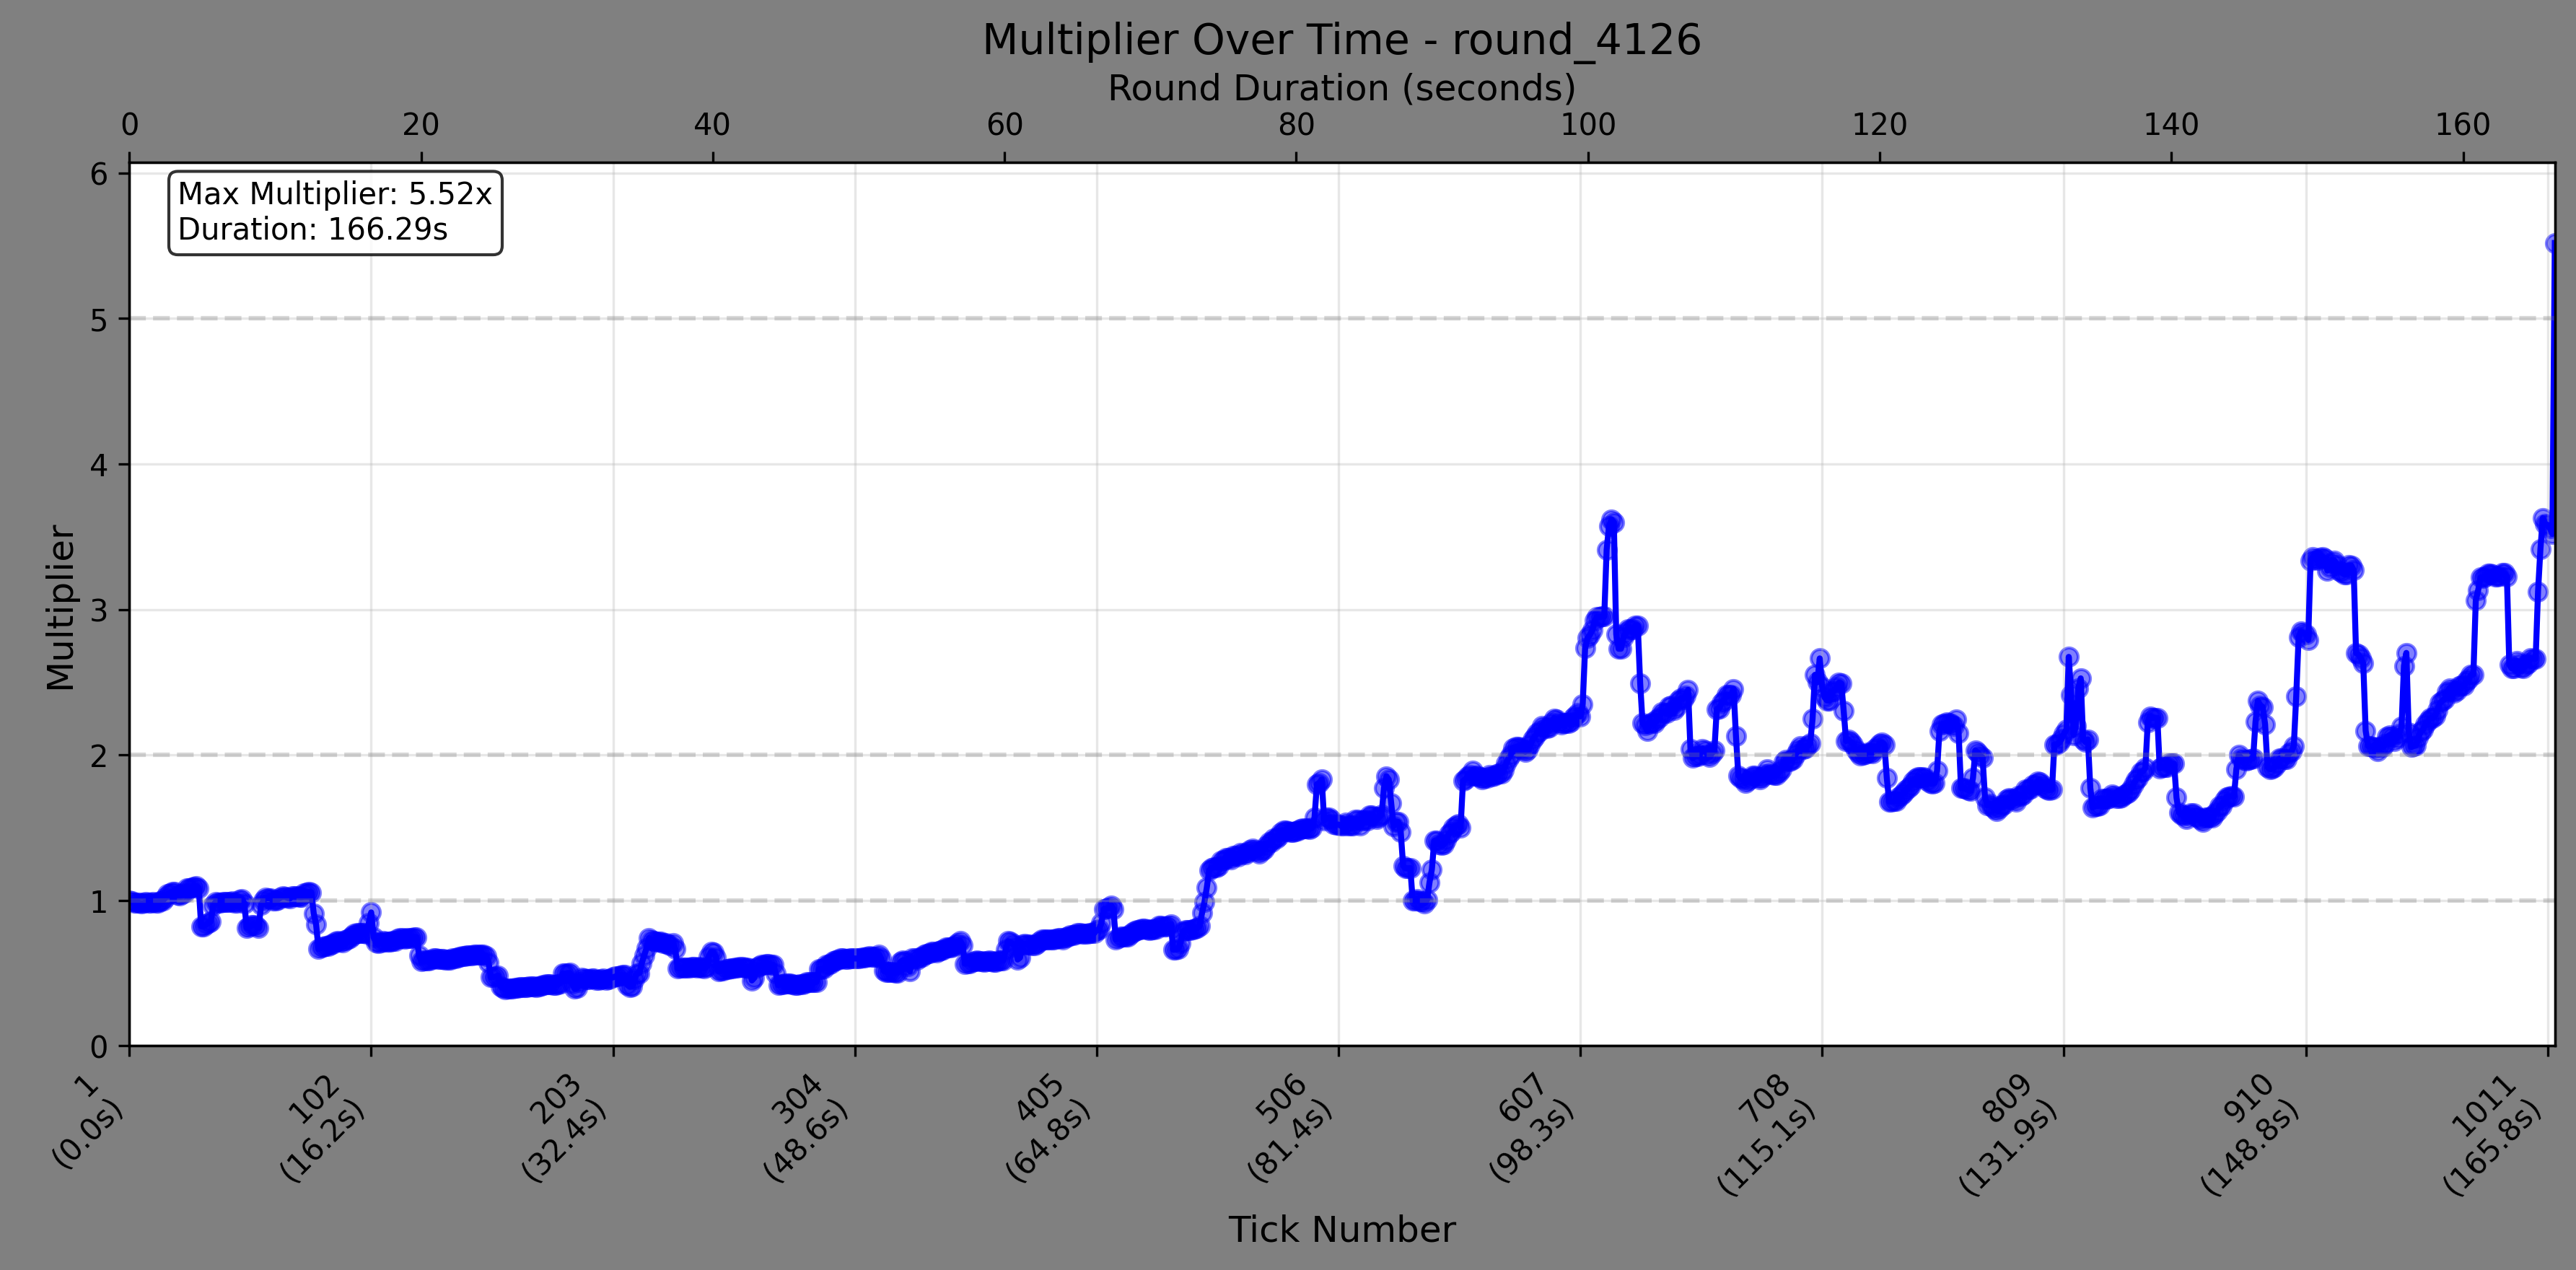 Multiplier Over Time - round_4126
Round Duration (seconds)
0 20 40 60 80 100 120 140 160
Max Multiplier: 5.52x
Duration: 166.29s
6
5
4
3
2
1
0
Multiplier
1
(0.0s)
102
(16.2s)
203
(32.4s)
304
(48.6s)
405
(64.8s)
506
(81.4s)
607
(98.3s)
708
(115.1s)
809
(131.9s)
910
(148.8s)
1011
(165.8s)
Tick Number